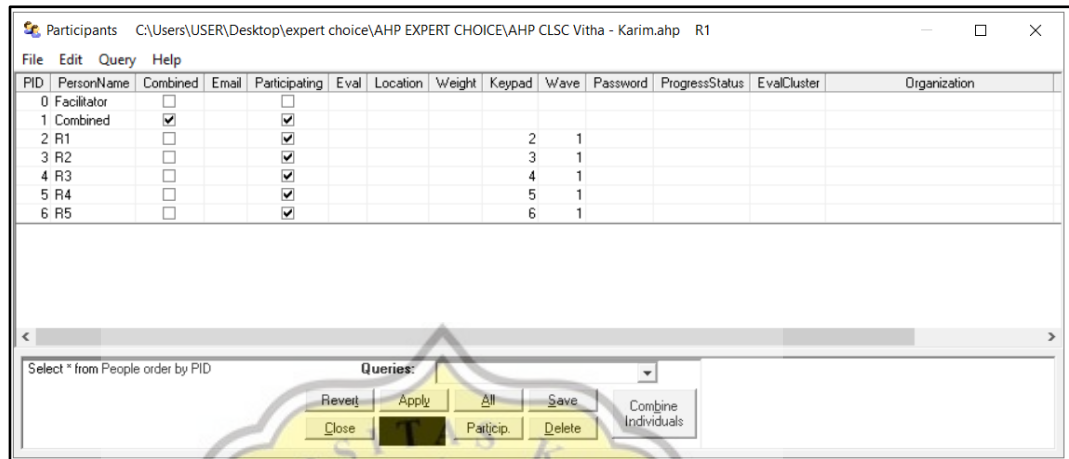 Participants C:\Users\USER\Desktop\expert choice\AHP EXPERT CHOICE\AHP CLSC Vitha - Karim.ahp R1
File Edit Query Help
PID PersonName Combined Email Participating Eval Location Weight Keypad Wave Password ProgressStatus EvalCluster Organization
0 Facilitator
1 Combined
2 R1 2 1
3 R2 3 1
4 R3 4 1
5 R4 5 1
6 R5 6 1
Select * from People order by PID Queries:
Revert Apply All Save Combine Individuals
Close Particip. Delete